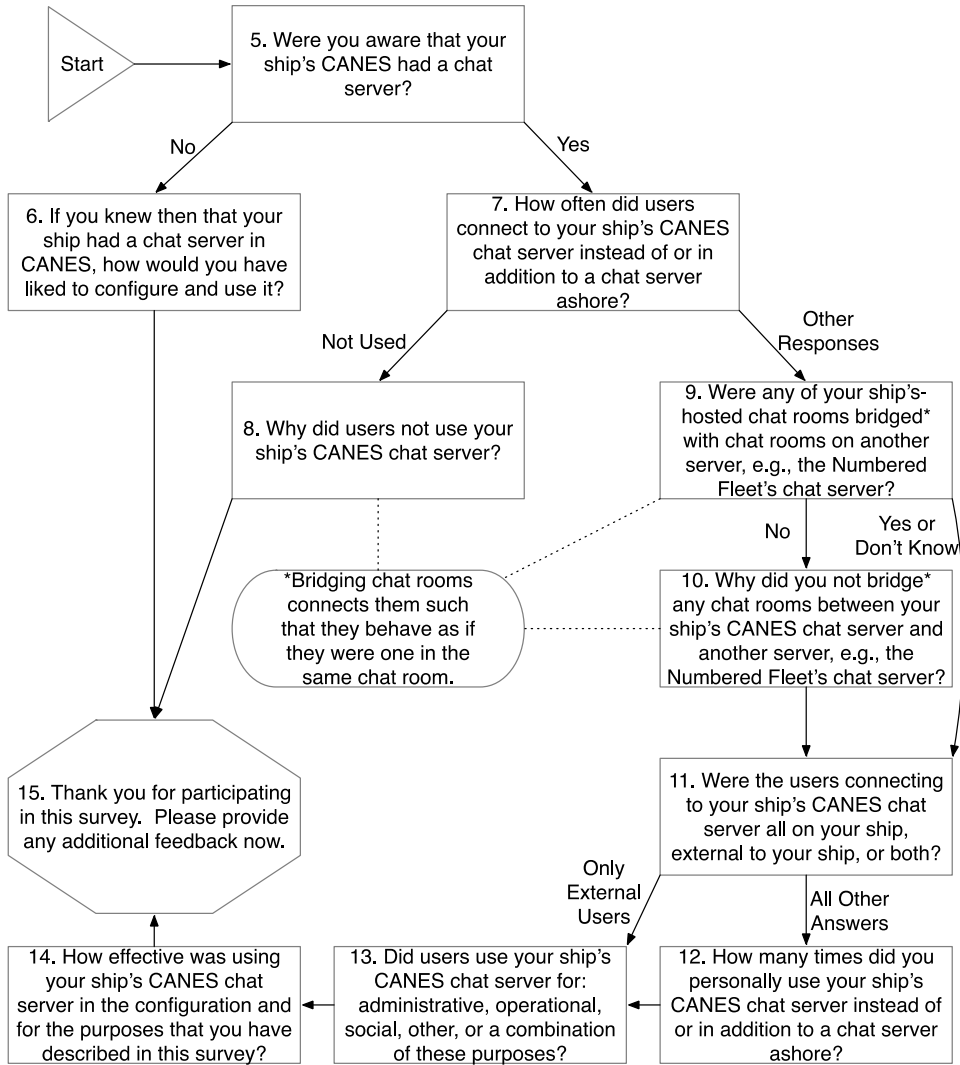 Start
5. Were you aware that your
ship's CANES had a chat
server?
No
Yes
6. If you knew then that your
ship had a chat server in
CANES, how would you have
liked to configure and use it?
7. How often did users
connect to your ship's CANES
chat server instead of or in
addition to a chat server
ashore?
Not Used
Other
Responses
8. Why did users not use your
ship's CANES chat server?
9. Were any of your ship's-
hosted chat rooms bridged*
with chat rooms on another
server, e.g., the Numbered
Fleet's chat server?
No
Yes or
Don't Know
*Bridging chat rooms
connects them such
that they behave as if
they were one in the
same chat room.
10. Why did you not bridge*
any chat rooms between your
ship's CANES chat server and
another server, e.g., the
Numbered Fleet's chat server?
15. Thank you for participating
in this survey. Please provide
any additional feedback now.
11. Were the users connecting
to your ship's CANES chat
server all on your ship,
external to your ship, or both?
Only
External
Users
All Other
Answers
14. How effective was using
your ship's CANES chat
server in the configuration and
for the purposes that you have
described in this survey?
13. Did users use your ship's
CANES chat server for:
administrative, operational,
social, other, or a combination
of these purposes?
12. How many times did you
personally use your ship's
CANES chat server instead of
or in addition to a chat server
ashore?